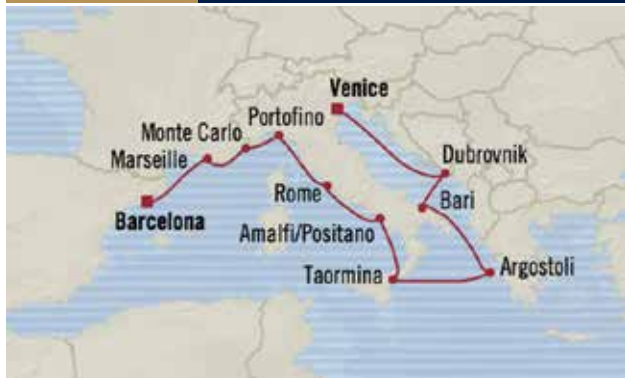 Venice
Portofino
Monte Carlo
Marseille
Dubrovnik
Rome
Bari
Barcelona
Amalfi/Positano
Taormina
Argostoli